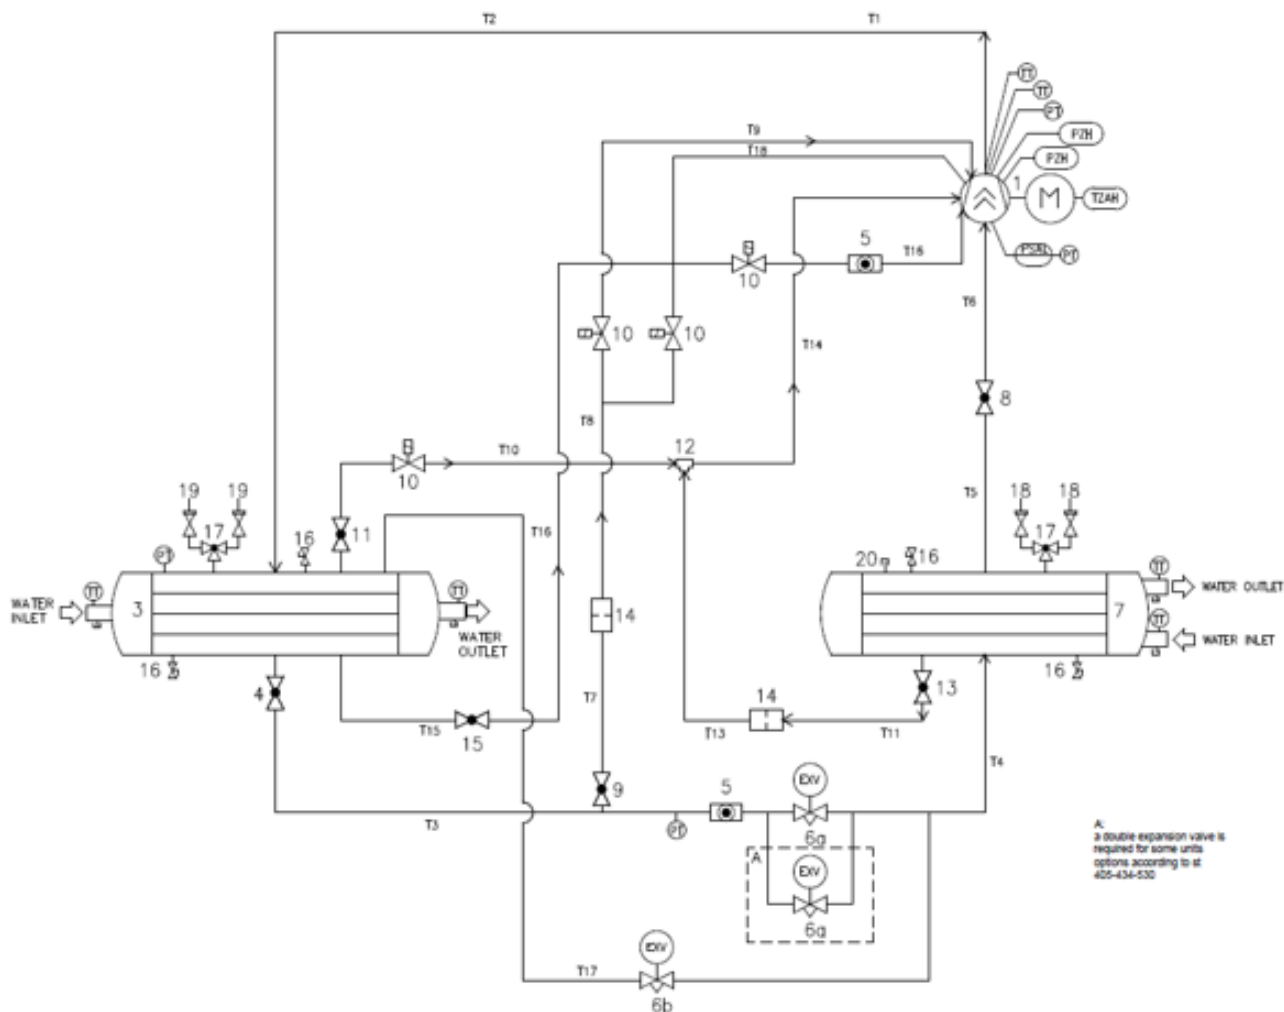 T2
T1
TT
TT
PT
T9
PZH
T18
PZH
1
M
TZAH
5
T16
PT
10
T6
10
10
T14
8
T8
12
T10
10
T5
19
19
18
18
17
16
11
T16
17
PT
20
16
TT
TT
TT
WATER OUTLET
WATER
INLET
3
14
7
TT
WATER
OUTLET
WATER INLET
16
16
4
13
T7
14
T15
15
T13
T11
T4
9
5
EXV
T3
PT
6a
A
EXV
A:
a double expansion valve is
required for some units
options according to st
405-434-530
6a
EXV
T17
6b